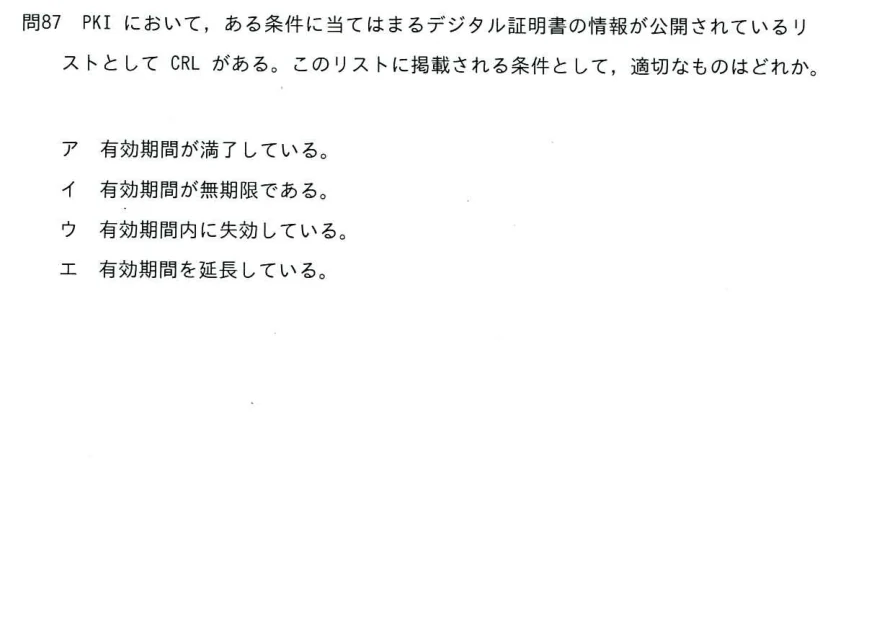 問87 PKI において，ある条件に当てはまるデジタル証明書の情報が公開されているリ
ストとして CRL がある。このリストに掲載される条件として，適切なものはどれか。
ア 有効期間が満了している。
イ 有効期間が無期限である。
ウ 有効期間内に失効している。
エ 有効期間を延長している。